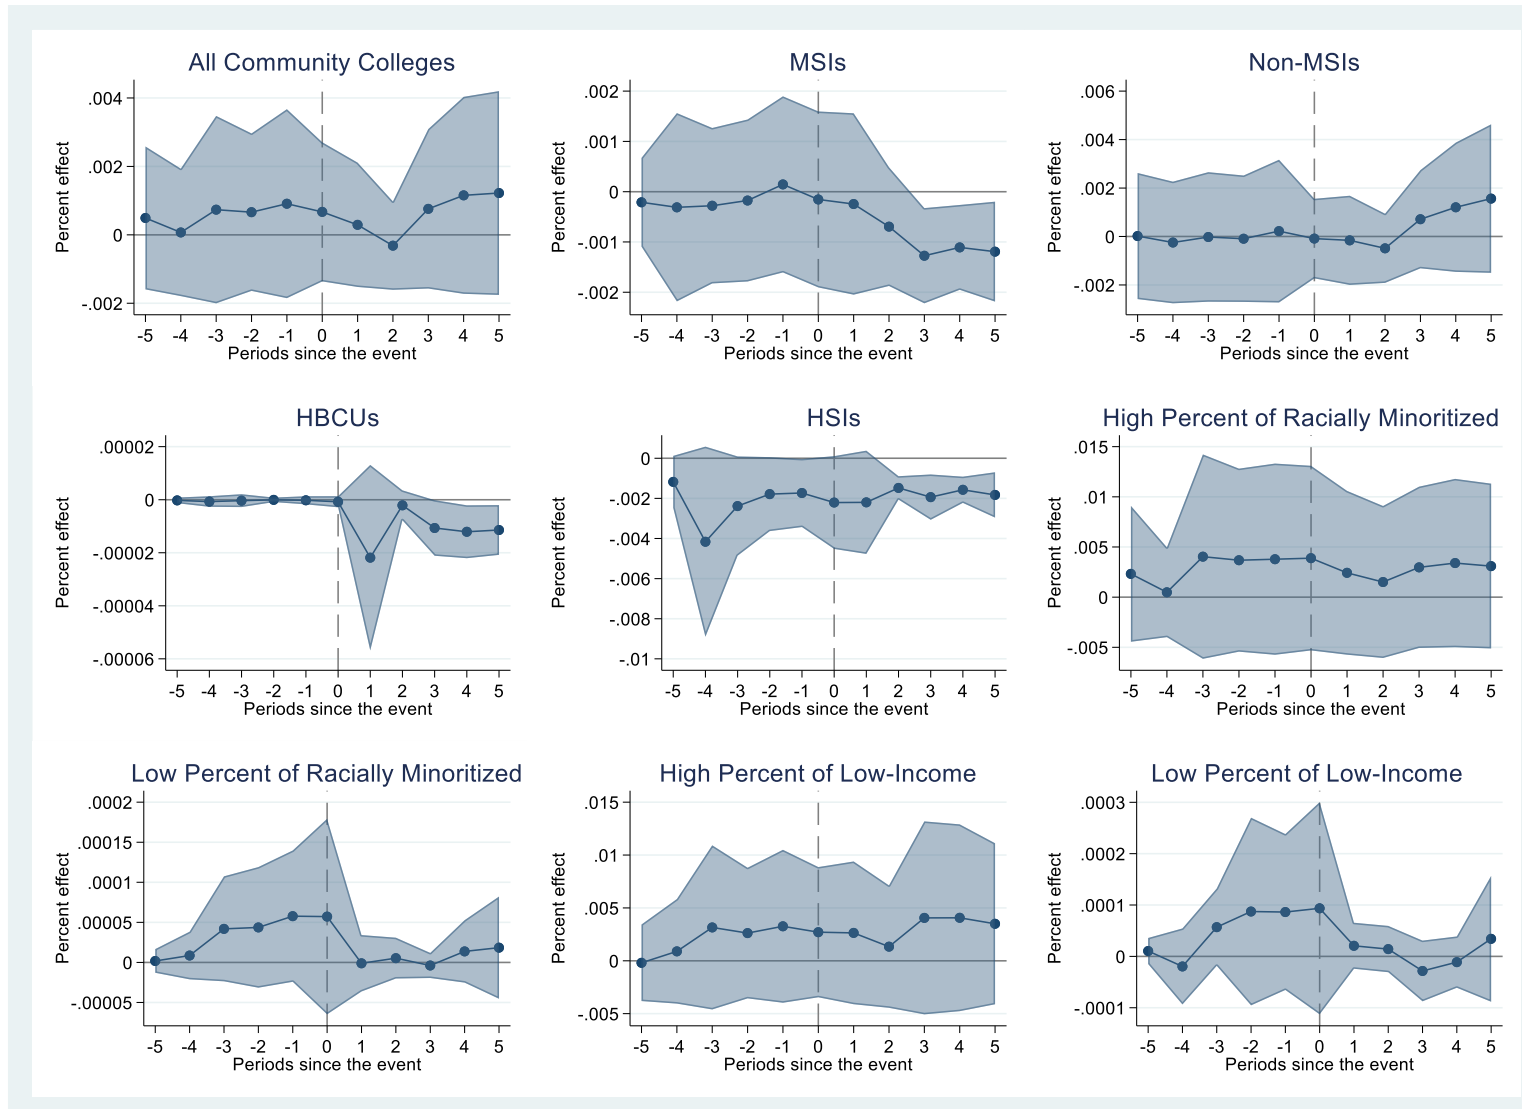 All Community Colleges
.004
.002
0
-.002
Percent effect
-5 -4 -3 -2 -1 0 1 2 3 4 5
Periods since the event
MSIs
.002
.001
0
-.001
-.002
Percent effect
-5 -4 -3 -2 -1 0 1 2 3 4 5
Periods since the event
Non-MSIs
.006
.004
.002
0
-.002
Percent effect
-5 -4 -3 -2 -1 0 1 2 3 4 5
Periods since the event
HBCUs
.00002
0
-.00002
-.00004
-.00006
Percent effect
-5 -4 -3 -2 -1 0 1 2 3 4 5
Periods since the event
HSIs
0
-.002
-.004
-.006
-.008
-.01
Percent effect
-5 -4 -3 -2 -1 0 1 2 3 4 5
Periods since the event
High Percent of Racially Minoritized
.015
.01
.005
0
-.005
Percent effect
-5 -4 -3 -2 -1 0 1 2 3 4 5
Periods since the event
Low Percent of Racially Minoritized
.0002
.00015
.0001
.00005
0
-.00005
Percent effect
-5 -4 -3 -2 -1 0 1 2 3 4 5
Periods since the event
High Percent of Low-Income
.015
.01
.005
0
-.005
Percent effect
-5 -4 -3 -2 -1 0 1 2 3 4 5
Periods since the event
Low Percent of Low-Income
.0003
.0002
.0001
0
-.0001
Percent effect
-5 -4 -3 -2 -1 0 1 2 3 4 5
Periods since the event